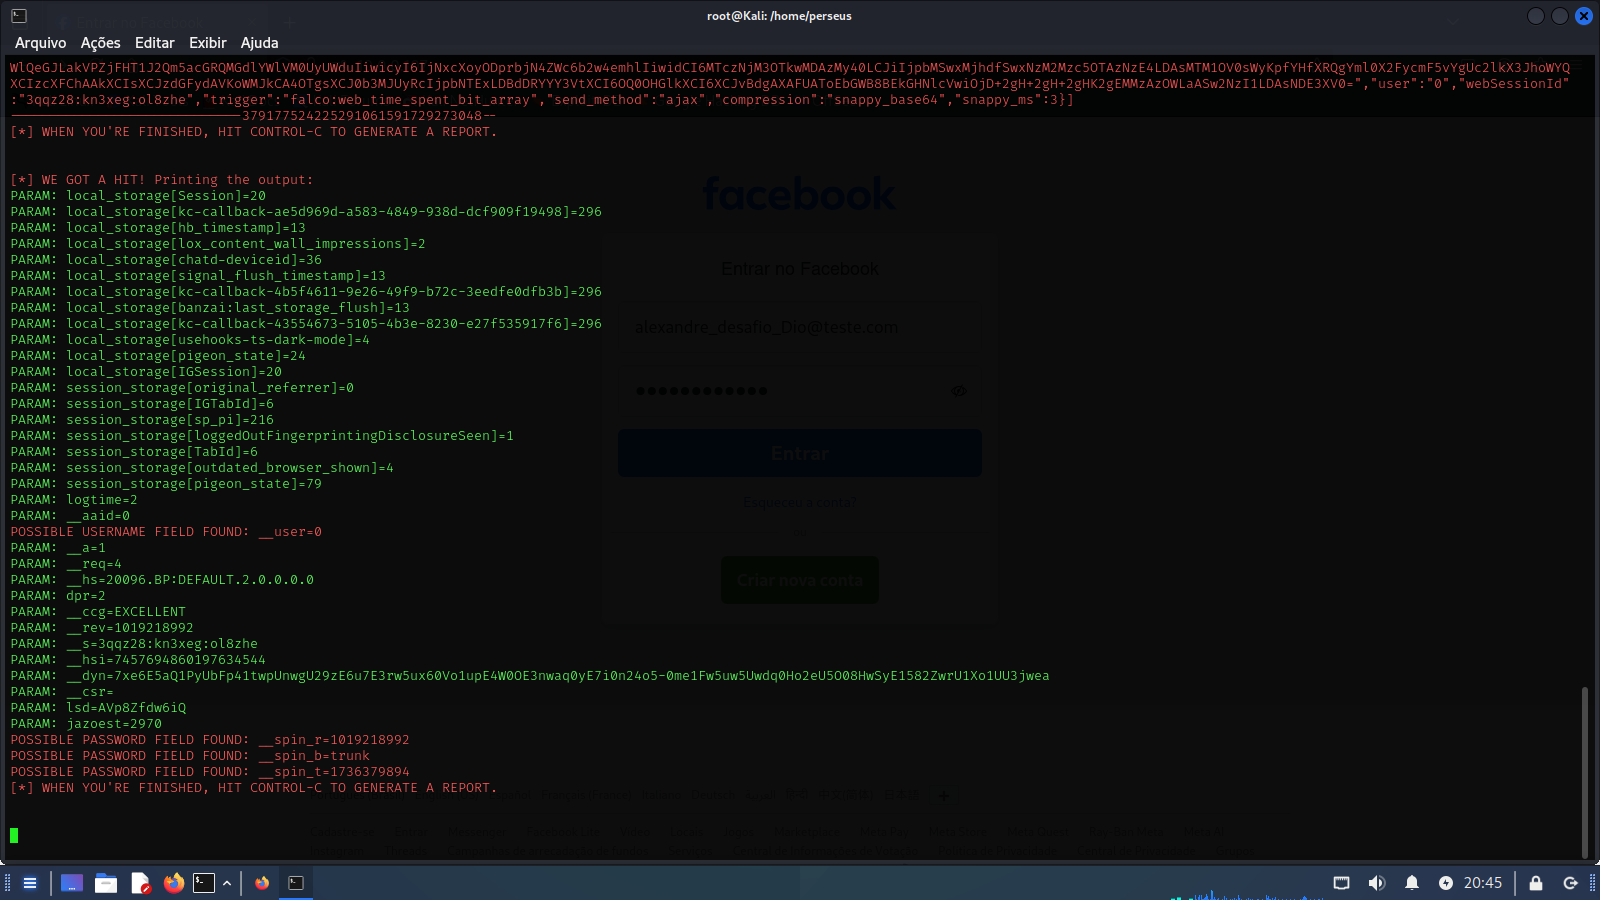 root@Kali: /home/perseus
Arquivo Ações Editar Exibir Ajuda
WlQeGJLakVPZjFHT1J2Qm5acGRQMGdlYWlVM0UyUWduIiwicyI6IjNxcXoyODprbjN4ZWc6b2w4emhlIiwidCI6MTczNjM3OTkwMDAzMy40LCJiIjpbMSwxMjhdfSwxNzM2Mzc5OTAzNzE4LDAsMTM1OV0sWyKpfYHfXRQgYml0X2FycmF5vYgUc2lkX3JhoWYQ
XCIzcXFChAAkXCIsXCJzdGFydAVKoWMJkCA4OTgsXCJ0b3MJUyRcIjpbNTExLDBdDRYYY3VtXCI6OQ0OHGlkXCI6XCJvBdgAXAFUAToEbGWB8BEkGHNlcVwiOjD+2gH+2gH+2gHK2gEMMzAzOWLaASw2NzI1LDAsNDE3XV0=","user":"0","webSessionId"
:"3qqz28:kn3xeg:ol8zhe","trigger":"falco:web_time_spent_bit_array","send_method":"ajax","compression":"snappy_base64","snappy_ms":3}]
-----------------------------379177524225291061591729273048--
[*] WHEN YOU'RE FINISHED, HIT CONTROL-C TO GENERATE A REPORT.
[*] WE GOT A HIT! Printing the output:
PARAM: local_storage[Session]=20
PARAM: local_storage[kc-callback-ae5d969d-a583-4849-938d-dcf909f19498]=296
PARAM: local_storage[hb_timestamp]=13
PARAM: local_storage[lox_content_wall_impressions]=2
PARAM: local_storage[chatd-deviceid]=36
PARAM: local_storage[signal_flush_timestamp]=13
PARAM: local_storage[kc-callback-4b5f4611-9e26-49f9-b72c-3eedfe0dfb3b]=296
PARAM: local_storage[banzai:last_storage_flush]=13
PARAM: local_storage[kc-callback-43554673-5105-4b3e-8230-e27f535917f6]=296
PARAM: local_storage[usehooks-ts-dark-mode]=4
PARAM: local_storage[pigeon_state]=24
PARAM: local_storage[IGSession]=20
PARAM: session_storage[original_referrer]=0
PARAM: session_storage[IGTabId]=6
PARAM: session_storage[sp_pi]=216
PARAM: session_storage[loggedOutFingerprintingDisclosureSeen]=1
PARAM: session_storage[TabId]=6
PARAM: session_storage[outdated_browser_shown]=4
PARAM: session_storage[pigeon_state]=79
PARAM: logtime=2
PARAM: __aaid=0
POSSIBLE USERNAME FIELD FOUND: __user=0
PARAM: __a=1
PARAM: __req=4
PARAM: __hs=20096.BP:DEFAULT.2.0.0.0.0
PARAM: dpr=2
PARAM: __ccg=EXCELLENT
PARAM: __rev=1019218992
PARAM: __s=3qqz28:kn3xeg:ol8zhe
PARAM: __hsi=7457694860197634544
PARAM: __dyn=7xe6E5aQ1PyUbFp41twpUnwgU29zE6u7E3rw5ux60Vo1upE4W0OE3nwaq0yE7i0n24o5-0me1Fw5uw5Uwdq0Ho2eU5O08HwSyE1582ZwrU1Xo1UU3jwea
PARAM: __csr=
PARAM: lsd=AVp8Zfdw6iQ
PARAM: jazoest=2970
POSSIBLE PASSWORD FIELD FOUND: __spin_r=1019218992
POSSIBLE PASSWORD FIELD FOUND: __spin_b=trunk
POSSIBLE PASSWORD FIELD FOUND: __spin_t=1736379894
[*] WHEN YOU'RE FINISHED, HIT CONTROL-C TO GENERATE A REPORT.
facebook
Entrar no Facebook
alexandre_desafio_Dio@teste.com
Entrar
Esqueceu a conta?
Criar nova conta
20:45